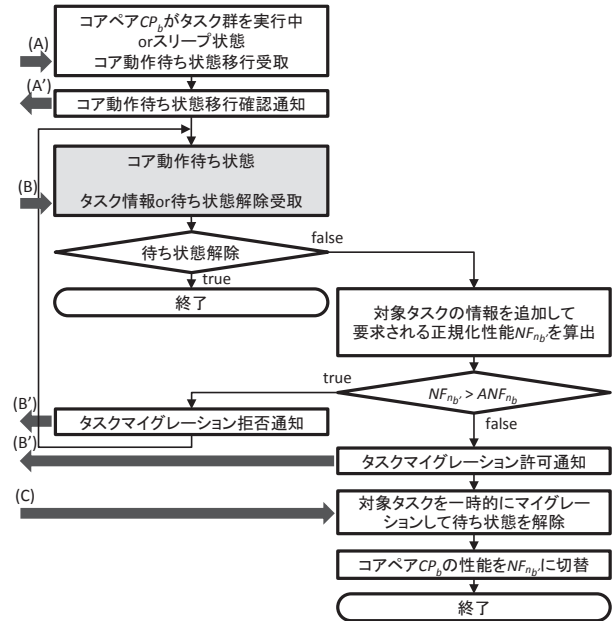 コアペアCP_bがタスク群を実行中
orスリープ状態
コア動作待ち状態移行受取
(A)
(A')
コア動作待ち状態移行確認通知
コア動作待ち状態
(B)
タスク情報or待ち状態解除受取
待ち状態解除
false
true
終了
対象タスクの情報を追加して
要求される正規化性能NF_{n_{b'}}を算出
true
NF_{n_{b'}} > ANF_{n_b}
false
(B')
タスクマイグレーション拒否通知
(B')
タスクマイグレーション許可通知
(C)
対象タスクを一時的にマイグレー
ションして待ち状態を解除
コアペアCP_bの性能をNF_{n_{b'}}に切替
終了